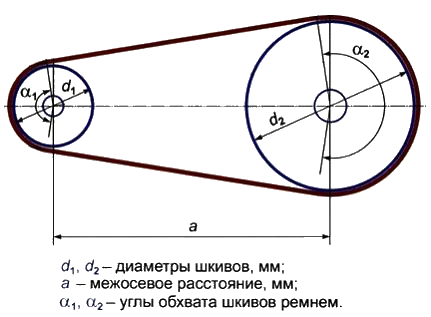 α₁
d₁
α₂
d₂
a
d₁, d₂ – диаметры шкивов, мм;
a – межосевое расстояние, мм;
α₁, α₂ – углы обхвата шкивов ремнем.